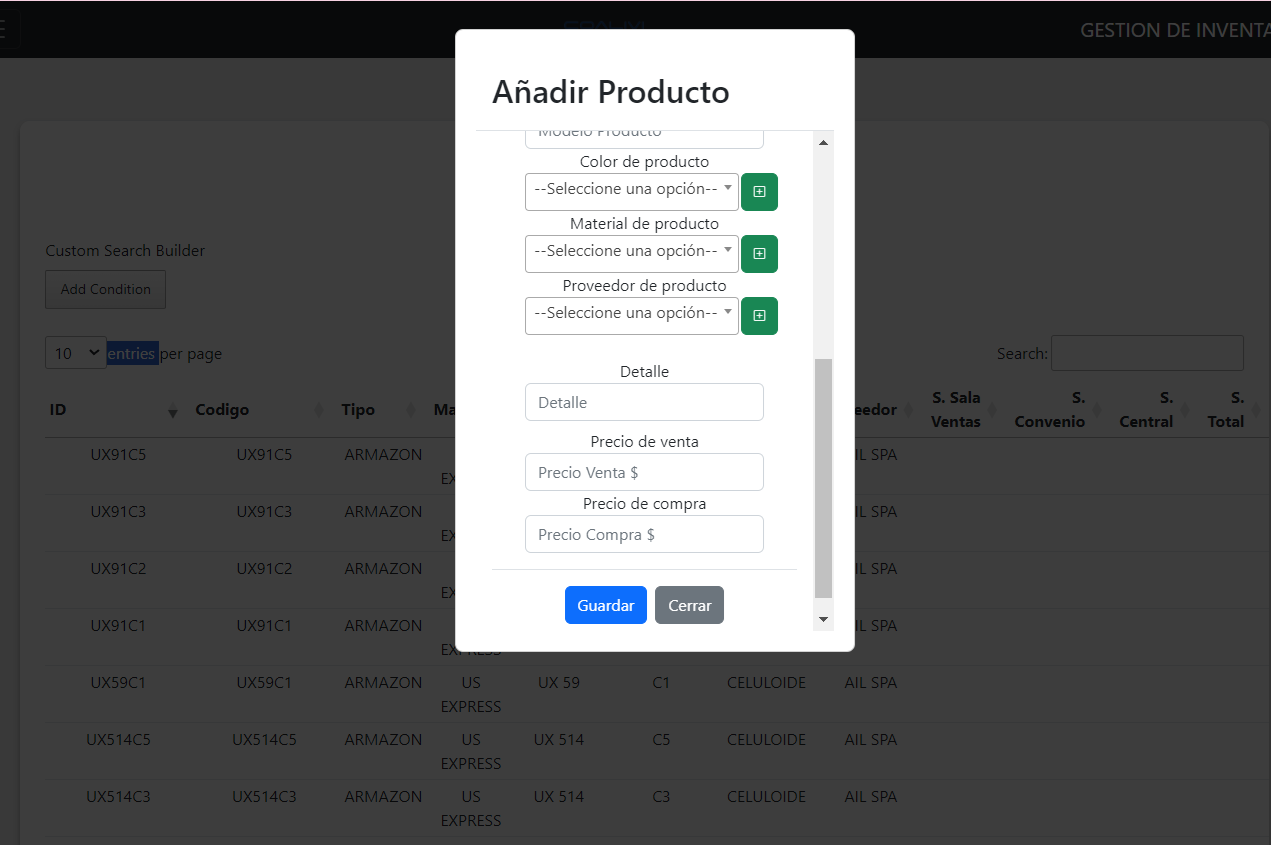 GESTION DE INVENTA
Añadir Producto
Modelo Producto
Color de producto
--Seleccione una opción--
Material de producto
--Seleccione una opción--
Proveedor de producto
--Seleccione una opción--
Detalle
Detalle
Precio de venta
Precio Venta $
Precio de compra
Precio Compra $
Guardar Cerrar
Custom Search Builder
Add Condition
10 entries per page
Search:
ID Codigo Tipo Ma eedor S. Sala Ventas S. Convenio S. Central S. Total
UX91C5 UX91C5 ARMAZON EX IL SPA
UX91C3 UX91C3 ARMAZON EX IL SPA
UX91C2 UX91C2 ARMAZON EX IL SPA
UX91C1 UX91C1 ARMAZON EXPRESS IL SPA
UX59C1 UX59C1 ARMAZON US EXPRESS UX 59 C1 CELULOIDE AIL SPA
UX514C5 UX514C5 ARMAZON US EXPRESS UX 514 C5 CELULOIDE AIL SPA
UX514C3 UX514C3 ARMAZON US EXPRESS UX 514 C3 CELULOIDE AIL SPA